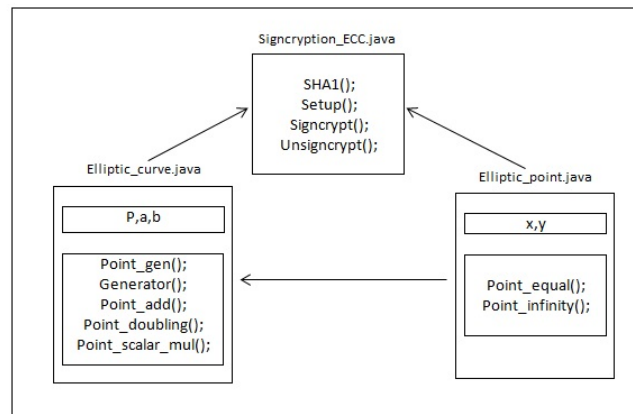 Signcryption_ECC.java
SHA1();
Setup();
Signcrypt();
Unsigncrypt();
Elliptic_curve.java
P,a,b
Point_gen();
Generator();
Point_add();
Point_doubling();
Point_scalar_mul();
Elliptic_point.java
x,y
Point_equal();
Point_infinity();